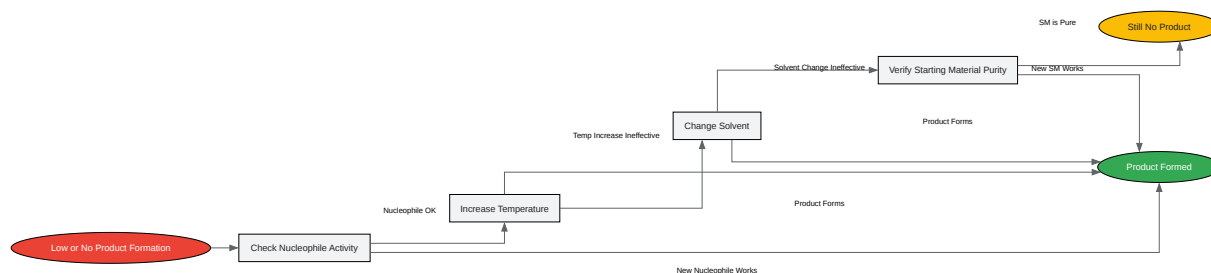 SM is Pure
Still No Product
Solvent Change Ineffective
Verify Starting Material Purity
New SM Works
Change Solvent
Product Forms
Temp Increase Ineffective
Product Formed
Nucleophile OK
Increase Temperature
Product Forms
Low or No Product Formation
Check Nucleophile Activity
New Nucleophile Works